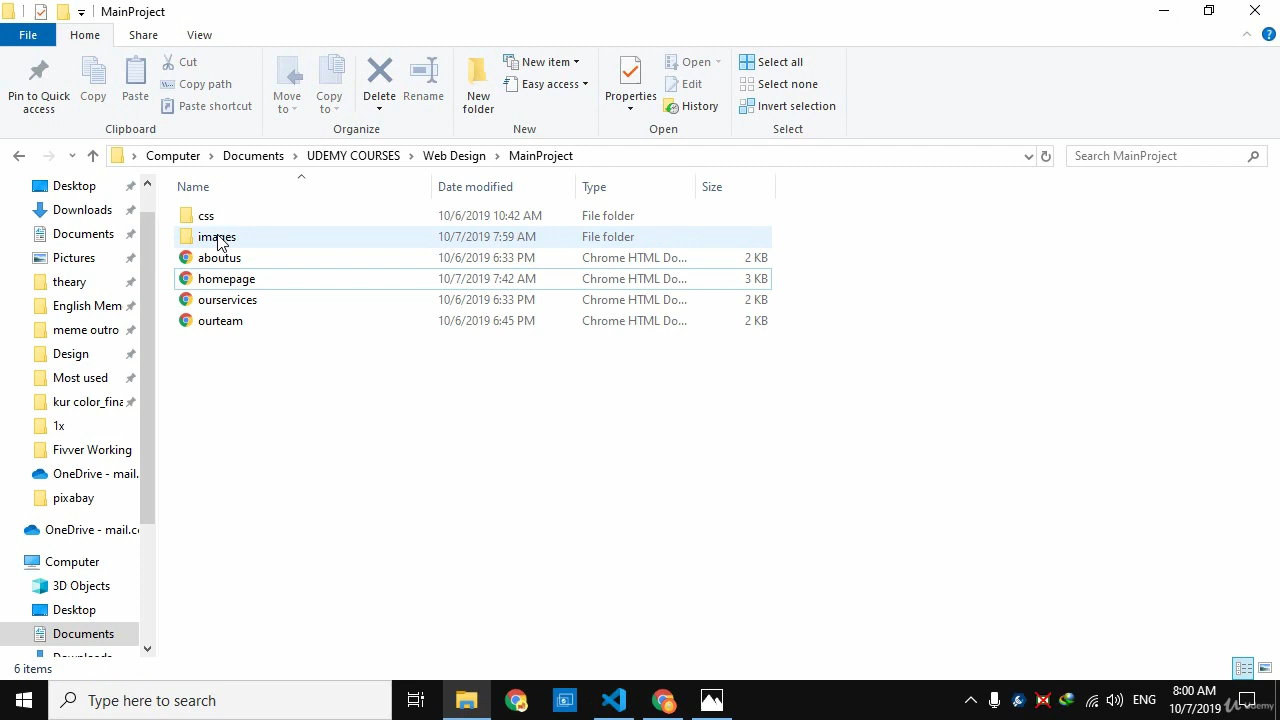 MainProject
File Home Share View
Pin to Quick access
Copy
Paste
Cut
Copy path
Paste shortcut
Clipboard
Move to
Copy to
Delete
Rename
Organize
New folder
New item
Easy access
New
Properties
Open
Edit
History
Open
Select all
Select none
Invert selection
Select
Computer Documents UDEMY COURSES Web Design MainProject
Search MainProject
Name Date modified Type Size
css 10/6/2019 10:42 AM File folder
images 10/7/2019 7:59 AM File folder
aboutus 10/6/2019 6:33 PM Chrome HTML Do... 2 KB
homepage 10/7/2019 7:42 AM Chrome HTML Do... 3 KB
ourservices 10/6/2019 6:33 PM Chrome HTML Do... 2 KB
ourteam 10/6/2019 6:45 PM Chrome HTML Do... 2 KB
Desktop
Downloads
Documents
Pictures
theary
English Mem
meme outro
Design
Most used
kur color_fina
1x
Fivver Working
OneDrive - mail.
pixabay
OneDrive - mail.co
Computer
3D Objects
Desktop
Documents
Downloads
6 items
Type here to search
ENG
8:00 AM
10/7/2019
Udemy